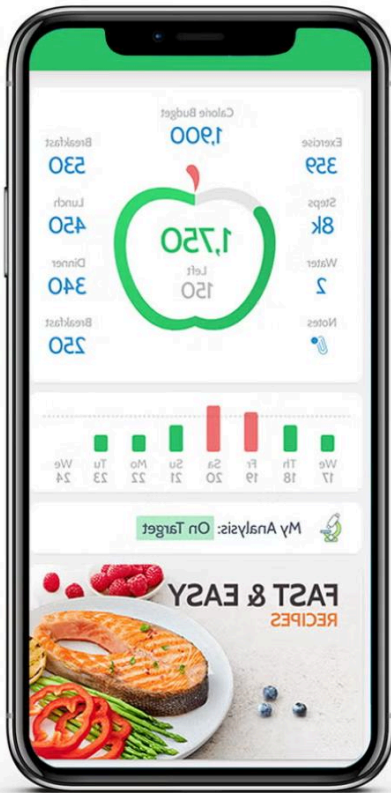 Calorie Budget
1,900
Exercise
359
Breakfast
530
Steps
8k
Lunch
450
1,750
Left
150
Water
2
Dinner
340
Notes
Breakfast
250
We Th Fr Sa Su Mo Tu We
17 18 19 20 21 22 23 24
My Analysis: On Target
FAST & EASY
RECIPES